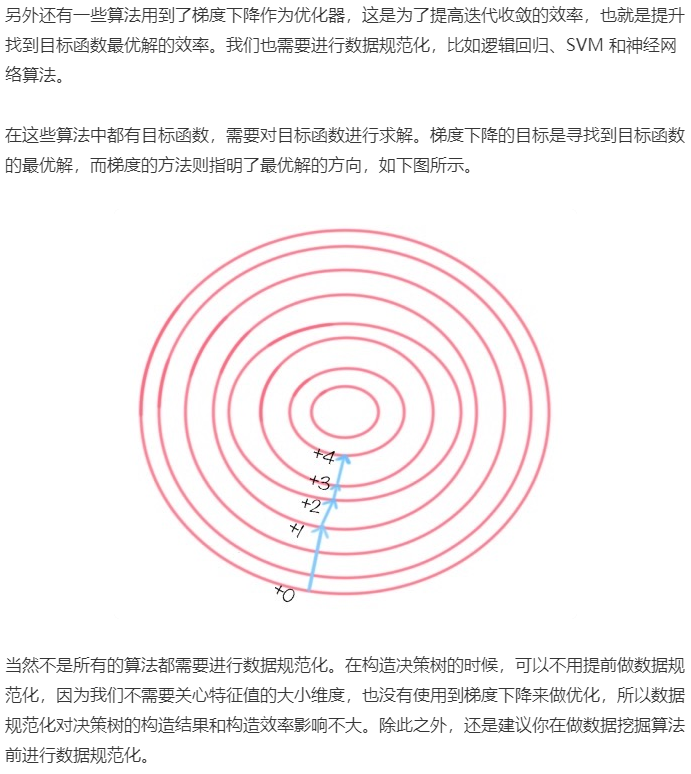 另外还有一些算法用到了梯度下降作为优化器，这是为了提高迭代收敛的效率，也就是提升
找到目标函数最优解的效率。我们也需要进行数据规范化，比如逻辑回归、SVM 和神经网
络算法。
在这些算法中都有目标函数，需要对目标函数进行求解。梯度下降的目标是寻找到目标函数
的最优解，而梯度的方法则指明了最优解的方向，如下图所示。
+4
+3
+2
+1
+0
当然不是所有的算法都需要进行数据规范化。在构造决策树的时候，可以不用提前做数据规
范化，因为我们不需要关心特征值的大小维度，也没有使用到梯度下降来做优化，所以数据
规范化对决策树的构造结果和构造效率影响不大。除此之外，还是建议你在做数据挖掘算法
前进行数据规范化。